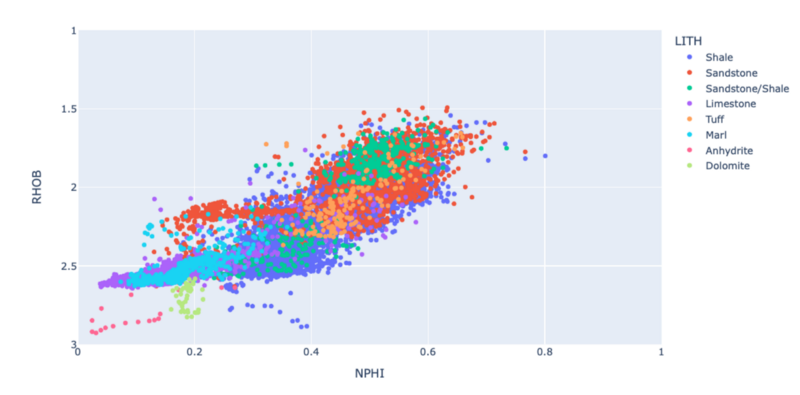 LITH
Shale
Sandstone
Sandstone/Shale
Limestone
Tuff
Marl
Anhydrite
Dolomite
RHOB
1
1.5
2
2.5
3
0 0.2 0.4 0.6 0.8 1
NPHI